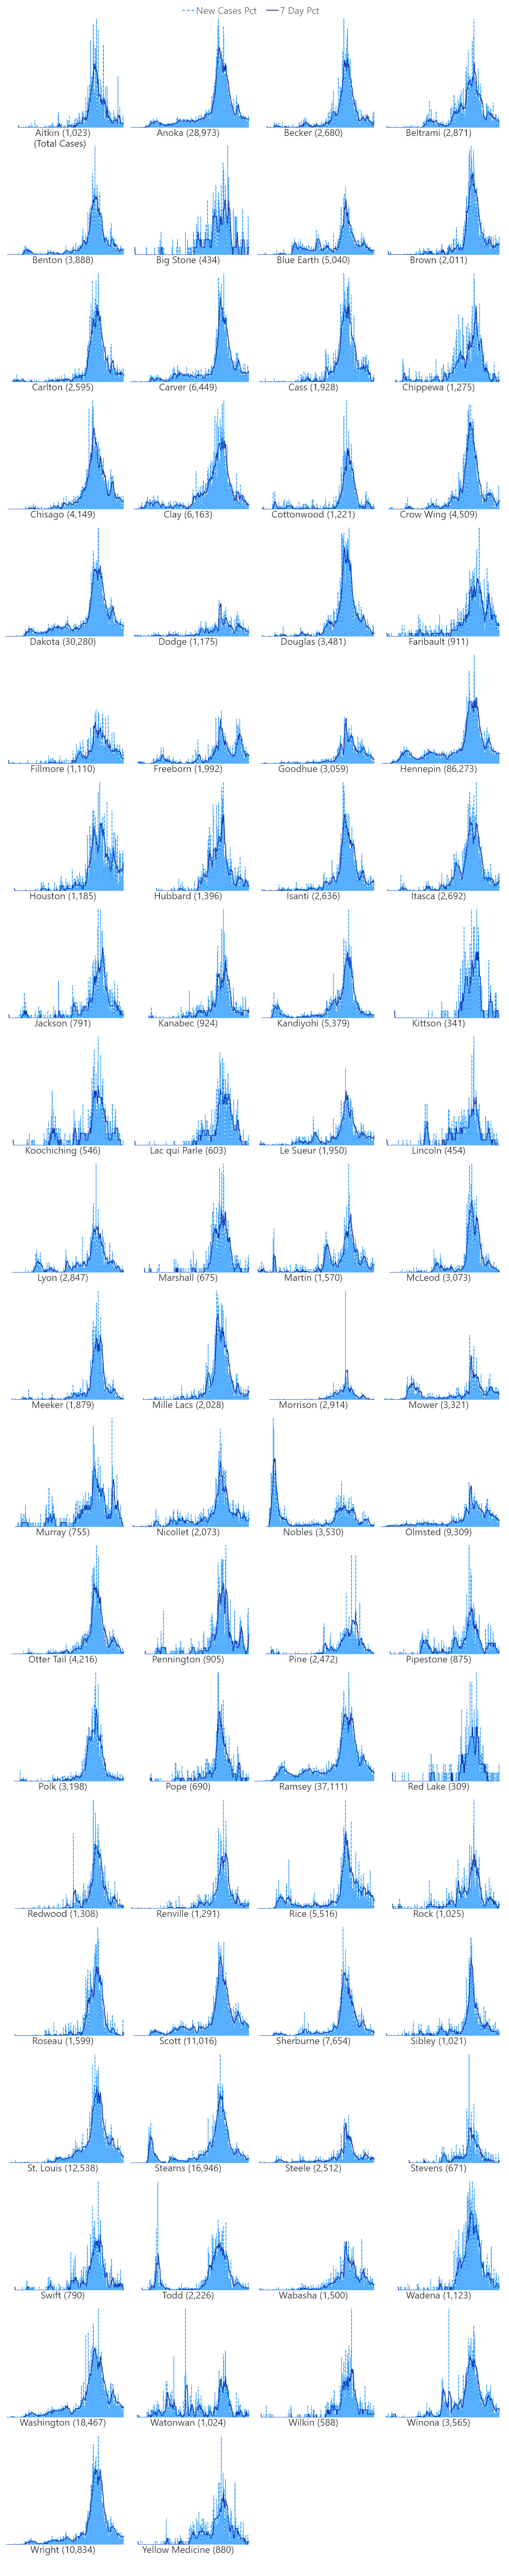 New Cases Pct 7 Day Pct
Aitkin (1,023) Anoka (28,973) Becker (2,680) Beltrami (2,871)
(Total Cases)
Benton (3,888) Big Stone (434) Blue Earth (5,040) Brown (2,011)
Carlton (2,595) Carver (6,449) Cass (1,928) Chippewa (1,275)
Chisago (4,149) Clay (6,163) Cottonwood (1,221) Crow Wing (4,509)
Dakota (30,280) Dodge (1,175) Douglas (3,481) Faribault (911)
Fillmore (1,110) Freeborn (1,992) Goodhue (3,059) Hennepin (86,273)
Houston (1,185) Hubbard (1,396) Isanti (2,636) Itasca (2,692)
Jackson (791) Kanabec (924) Kandiyohi (5,379) Kittson (341)
Koochiching (546) Lac qui Parle (603) Le Sueur (1,950) Lincoln (454)
Lyon (2,847) Marshall (675) Martin (1,570) McLeod (3,073)
Meeker (1,879) Mille Lacs (2,028) Morrison (2,914) Mower (3,321)
Murray (755) Nicollet (2,073) Nobles (3,530) Olmsted (9,309)
Otter Tail (4,216) Pennington (905) Pine (2,472) Pipestone (875)
Polk (3,198) Pope (690) Ramsey (37,111) Red Lake (309)
Redwood (1,308) Renville (1,291) Rice (5,516) Rock (1,025)
Roseau (1,599) Scott (11,016) Sherburne (7,654) Sibley (1,021)
St. Louis (12,538) Stearns (16,946) Steele (2,512) Stevens (671)
Swift (790) Todd (2,226) Wabasha (1,500) Wadena (1,123)
Washington (18,467) Watonwan (1,024) Wilkin (588) Winona (3,565)
Wright (10,834) Yellow Medicine (880)